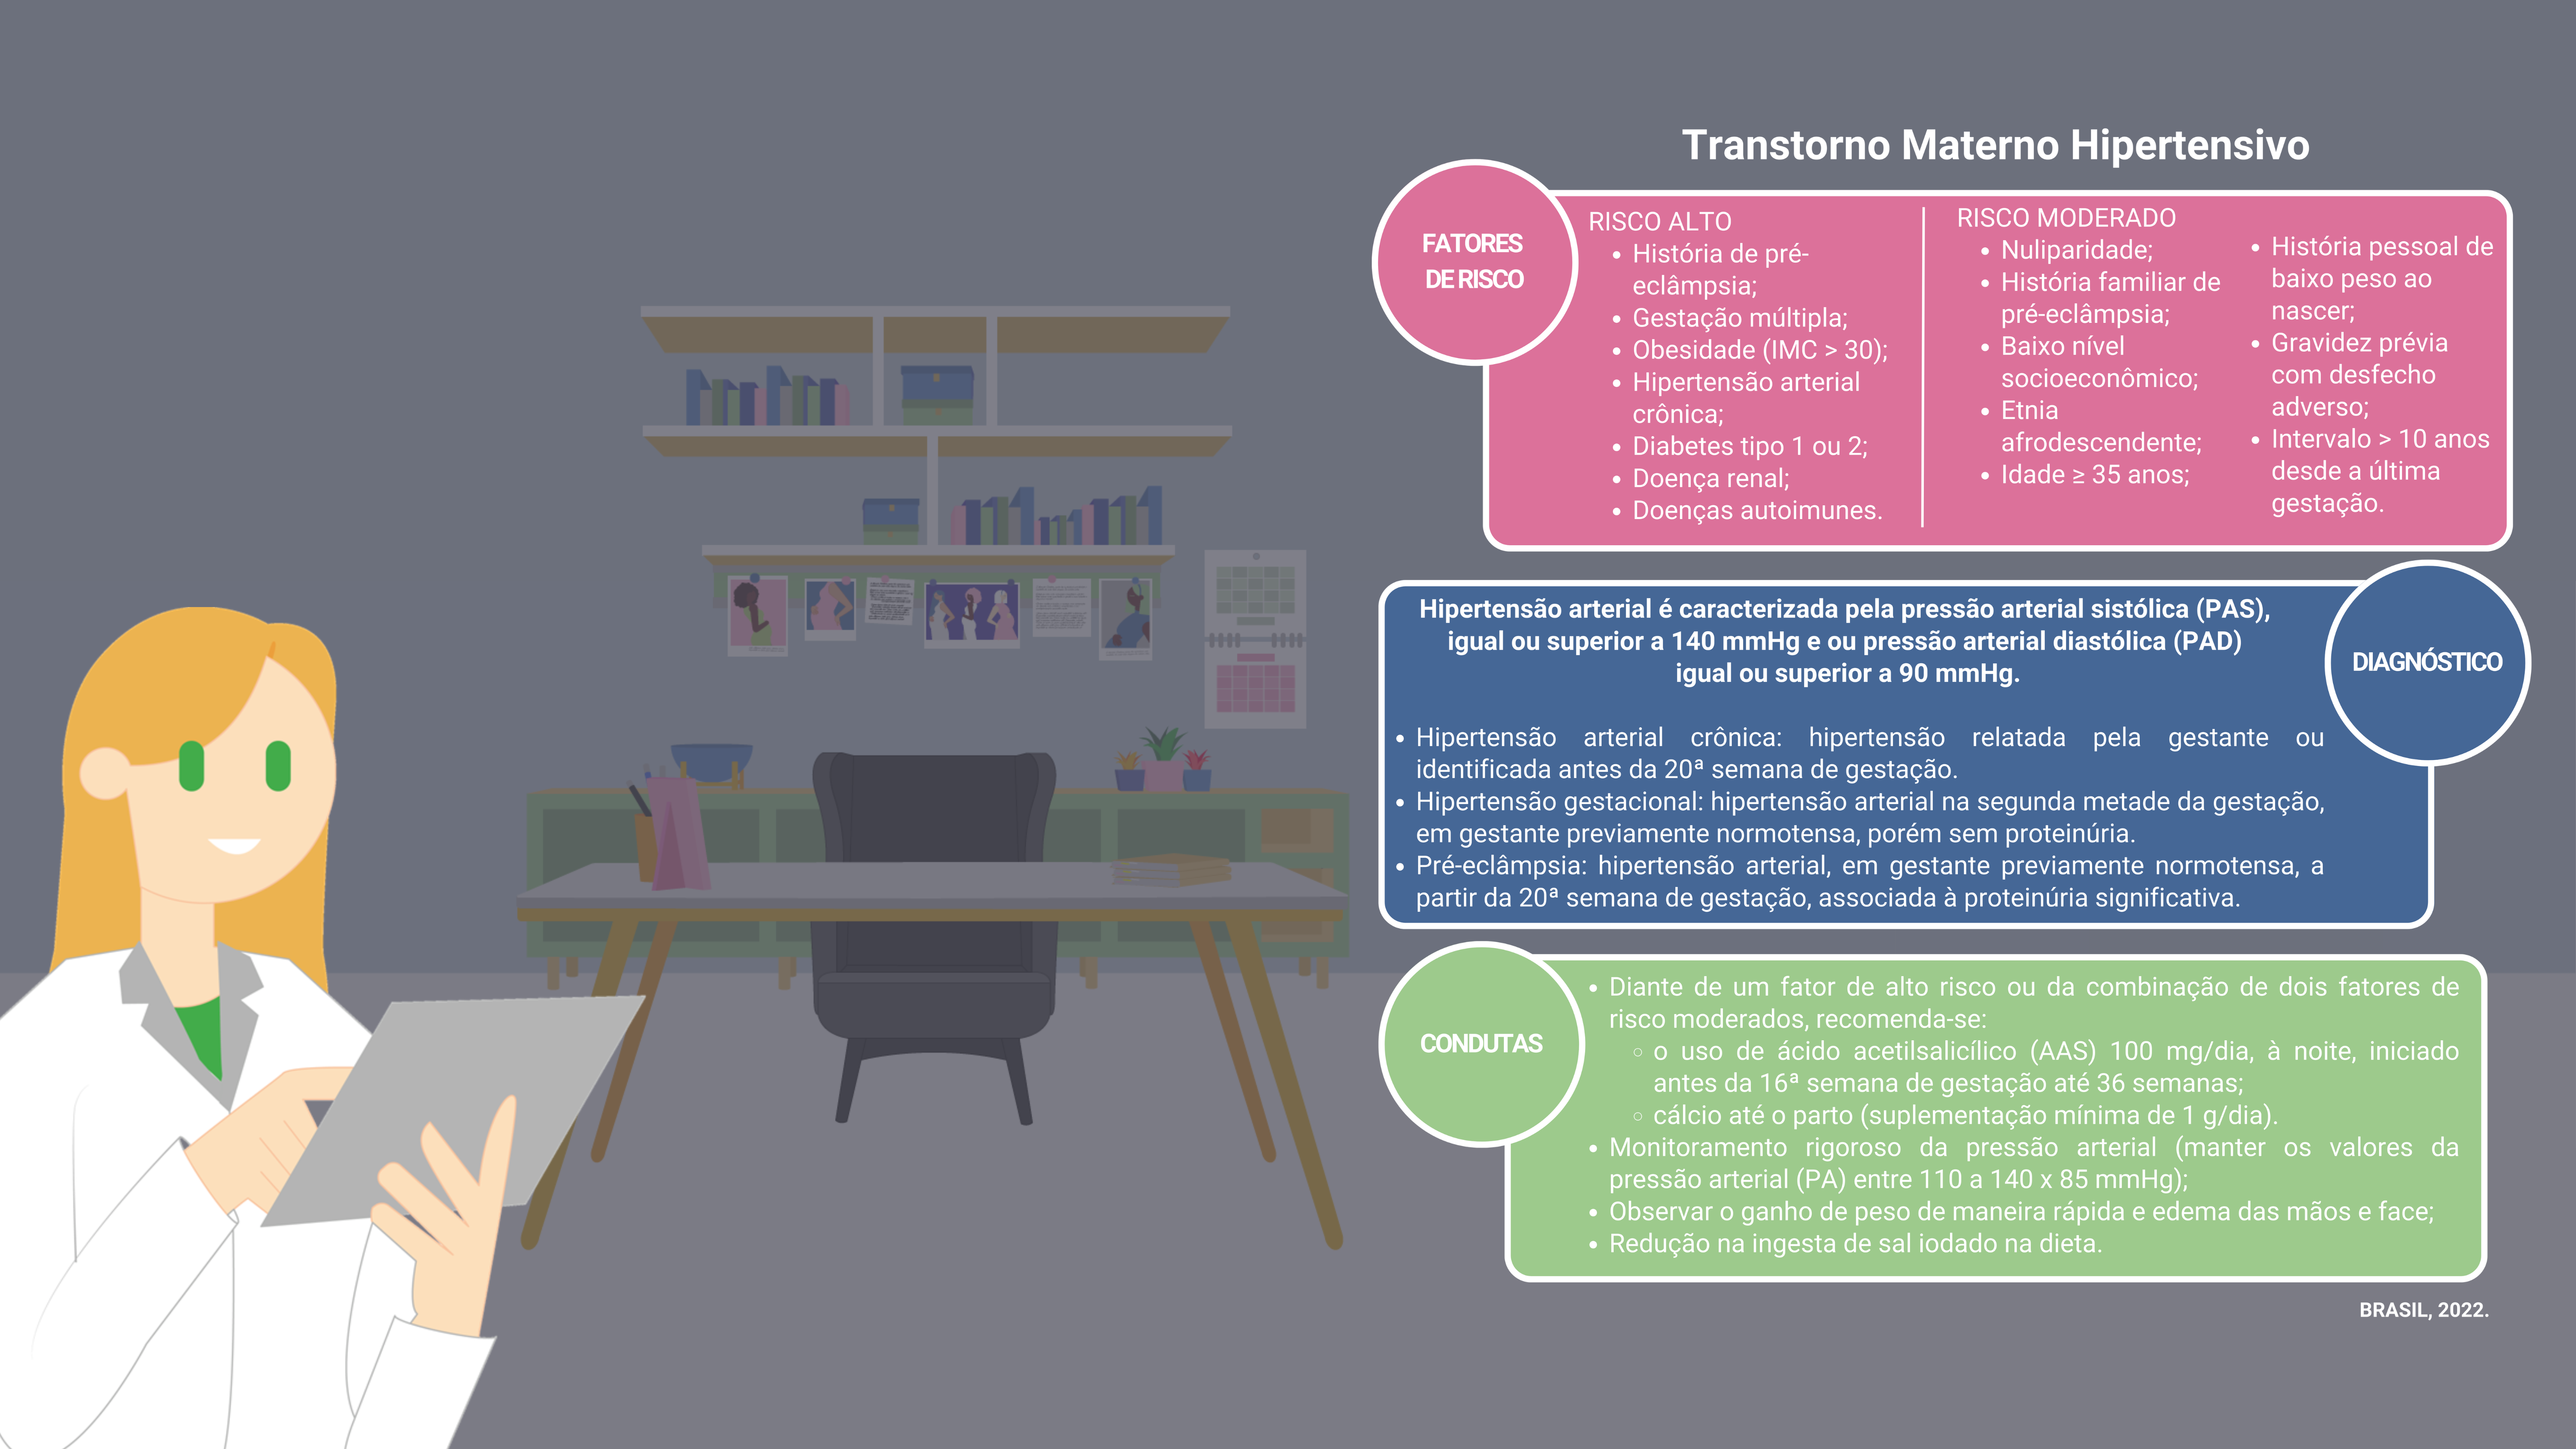 Transtorno Materno Hipertensivo
FATORES
DE RISCO
RISCO ALTO
• História de pré-
eclâmpsia;
• Gestação múltipla;
• Obesidade (IMC > 30);
• Hipertensão arterial
crônica;
• Diabetes tipo 1 ou 2;
• Doença renal;
• Doenças autoimunes.
RISCO MODERADO
• Nuliparidade;
• História familiar de
pré-eclâmpsia;
• Baixo nível
socioeconômico;
• Etnia
afrodescendente;
• Idade ≥ 35 anos;
• História pessoal de
baixo peso ao
nascer;
• Gravidez prévia
com desfecho
adverso;
• Intervalo > 10 anos
desde a última
gestação.
Hipertensão arterial é caracterizada pela pressão arterial sistólica (PAS),
igual ou superior a 140 mmHg e ou pressão arterial diastólica (PAD)
igual ou superior a 90 mmHg.
DIAGNÓSTICO
• Hipertensão arterial crônica: hipertensão relatada pela gestante ou
identificada antes da 20ª semana de gestação.
• Hipertensão gestacional: hipertensão arterial na segunda metade da gestação,
em gestante previamente normotensa, porém sem proteinúria.
• Pré-eclâmpsia: hipertensão arterial, em gestante previamente normotensa, a
partir da 20ª semana de gestação, associada à proteinúria significativa.
CONDUTAS
• Diante de um fator de alto risco ou da combinação de dois fatores de
risco moderados, recomenda-se:
◦ o uso de ácido acetilsalicílico (AAS) 100 mg/dia, à noite, iniciado
antes da 16ª semana de gestação até 36 semanas;
◦ cálcio até o parto (suplementação mínima de 1 g/dia).
• Monitoramento rigoroso da pressão arterial (manter os valores da
pressão arterial (PA) entre 110 a 140 x 85 mmHg);
• Observar o ganho de peso de maneira rápida e edema das mãos e face;
• Redução na ingesta de sal iodado na dieta.
BRASIL, 2022.